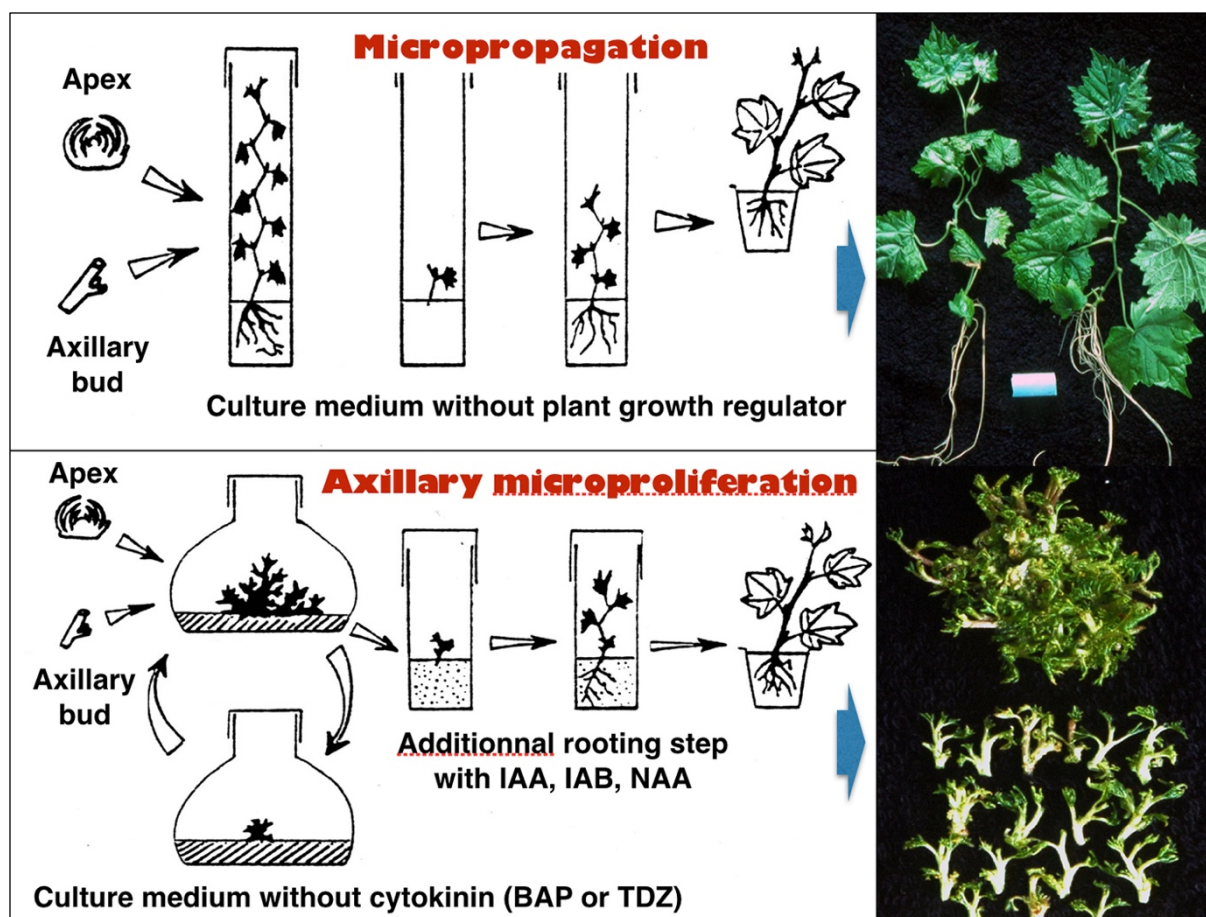 Micropropagation
Apex
Axillary
bud
Culture medium without plant growth regulator
Axillary microproliferation
Apex
Axillary
bud
Additionnal rooting step
with IAA, IAB, NAA
Culture medium without cytokinin (BAP or TDZ)